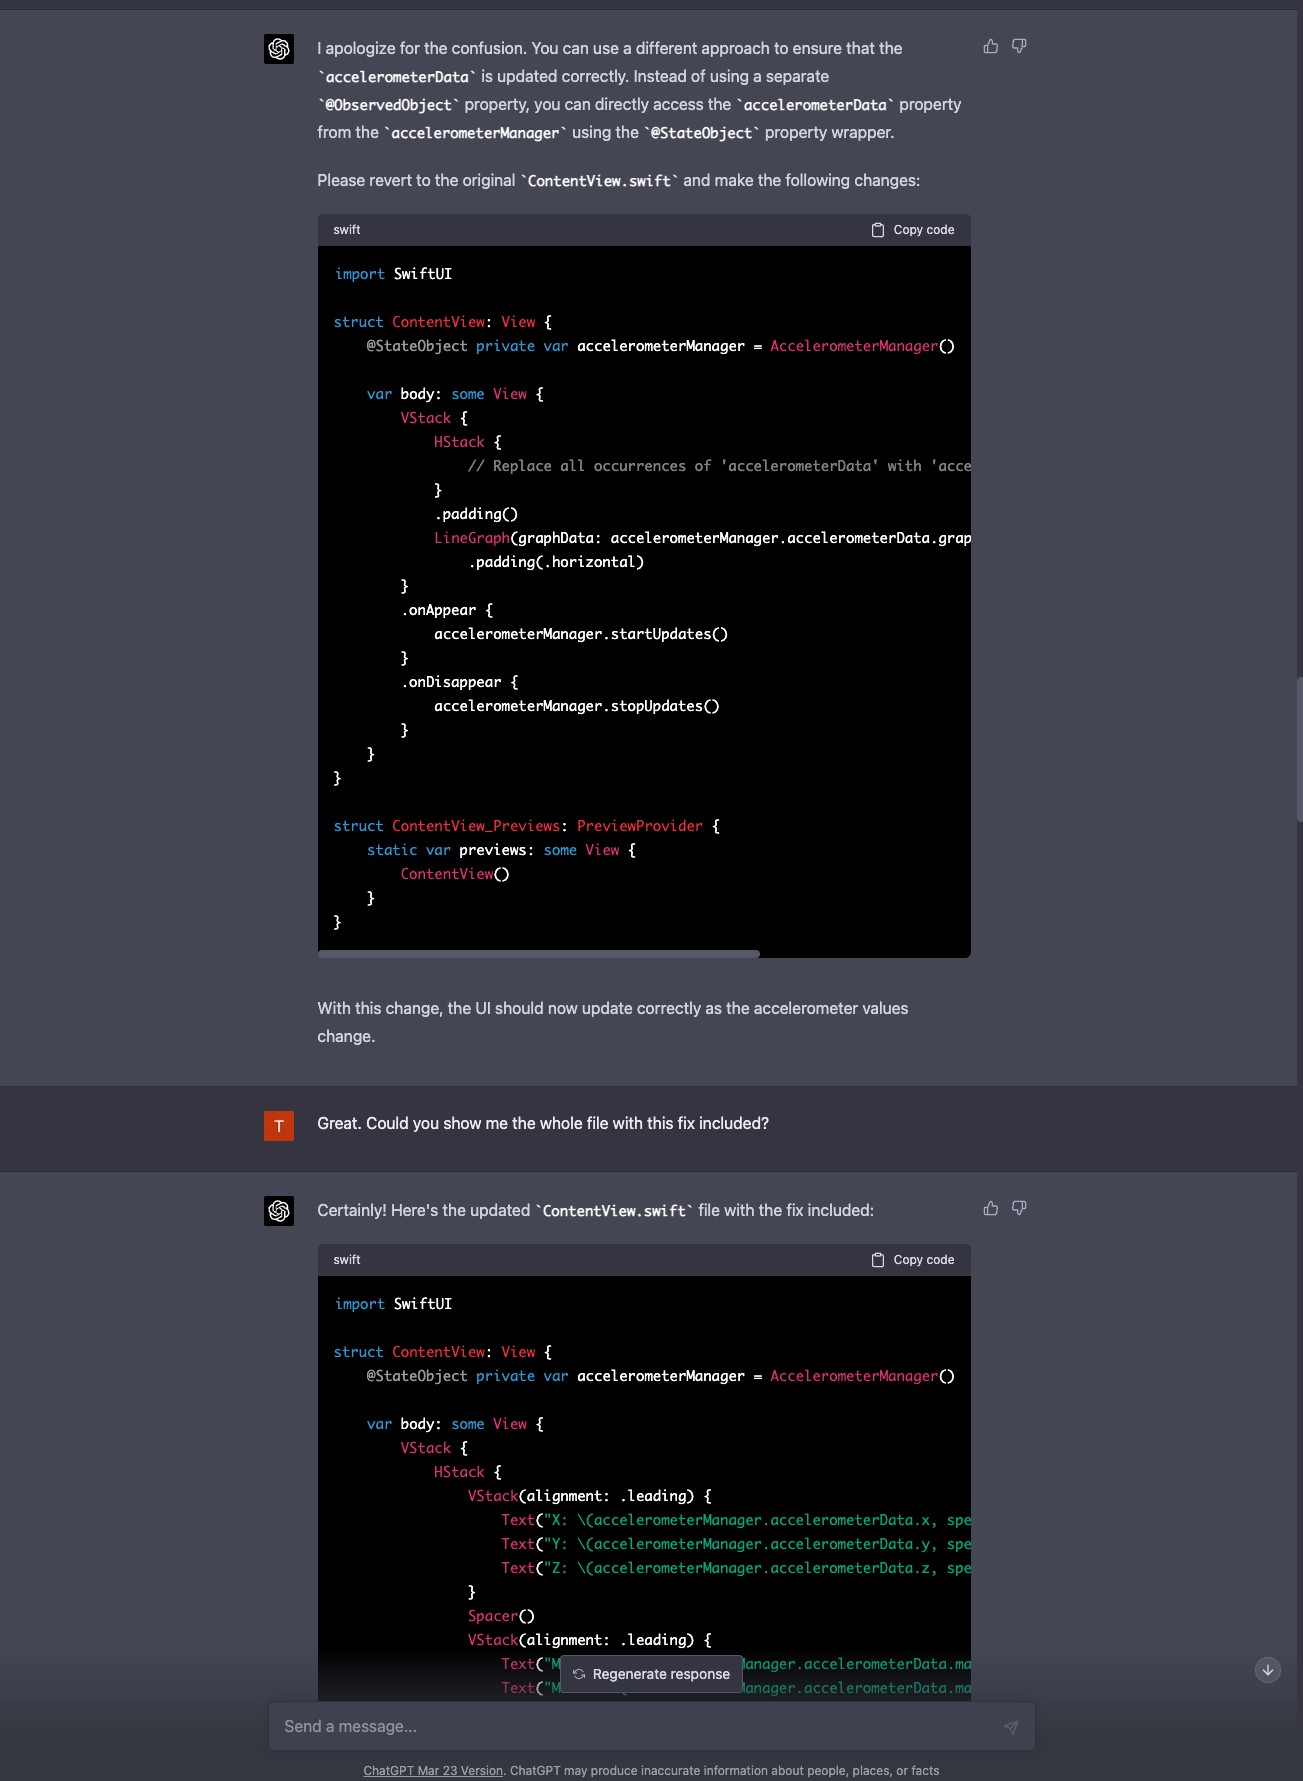 I apologize for the confusion. You can use a different approach to ensure that the
`accelerometerData` is updated correctly. Instead of using a separate
`@ObservedObject` property, you can directly access the `accelerometerData` property
from the `accelerometerManager` using the `@StateObject` property wrapper.
Please revert to the original `ContentView.swift` and make the following changes:
swift
Copy code
import SwiftUI
struct ContentView: View {
@StateObject private var accelerometerManager = AccelerometerManager()
var body: some View {
VStack {
HStack {
// Replace all occurrences of 'accelerometerData' with 'acce
}
.padding()
LineGraph(graphData: accelerometerManager.accelerometerData.grap
.padding(.horizontal)
}
.onAppear {
accelerometerManager.startUpdates()
}
.onDisappear {
accelerometerManager.stopUpdates()
}
}
}
struct ContentView_Previews: PreviewProvider {
static var previews: some View {
ContentView()
}
}
With this change, the UI should now update correctly as the accelerometer values
change.
T
Great. Could you show me the whole file with this fix included?
Certainly! Here's the updated `ContentView.swift` file with the fix included:
swift
Copy code
import SwiftUI
struct ContentView: View {
@StateObject private var accelerometerManager = AccelerometerManager()
var body: some View {
VStack {
HStack {
VStack(alignment: .leading) {
Text("X: \(accelerometerManager.accelerometerData.x, spe
Text("Y: \(accelerometerManager.accelerometerData.y, spe
Text("Z: \(accelerometerManager.accelerometerData.z, spe
}
Spacer()
VStack(alignment: .leading) {
Text("M anager.accelerometerData.ma
Text("M anager.accelerometerData.ma
Regenerate response
Send a message...
ChatGPT Mar 23 Version. ChatGPT may produce inaccurate information about people, places, or facts